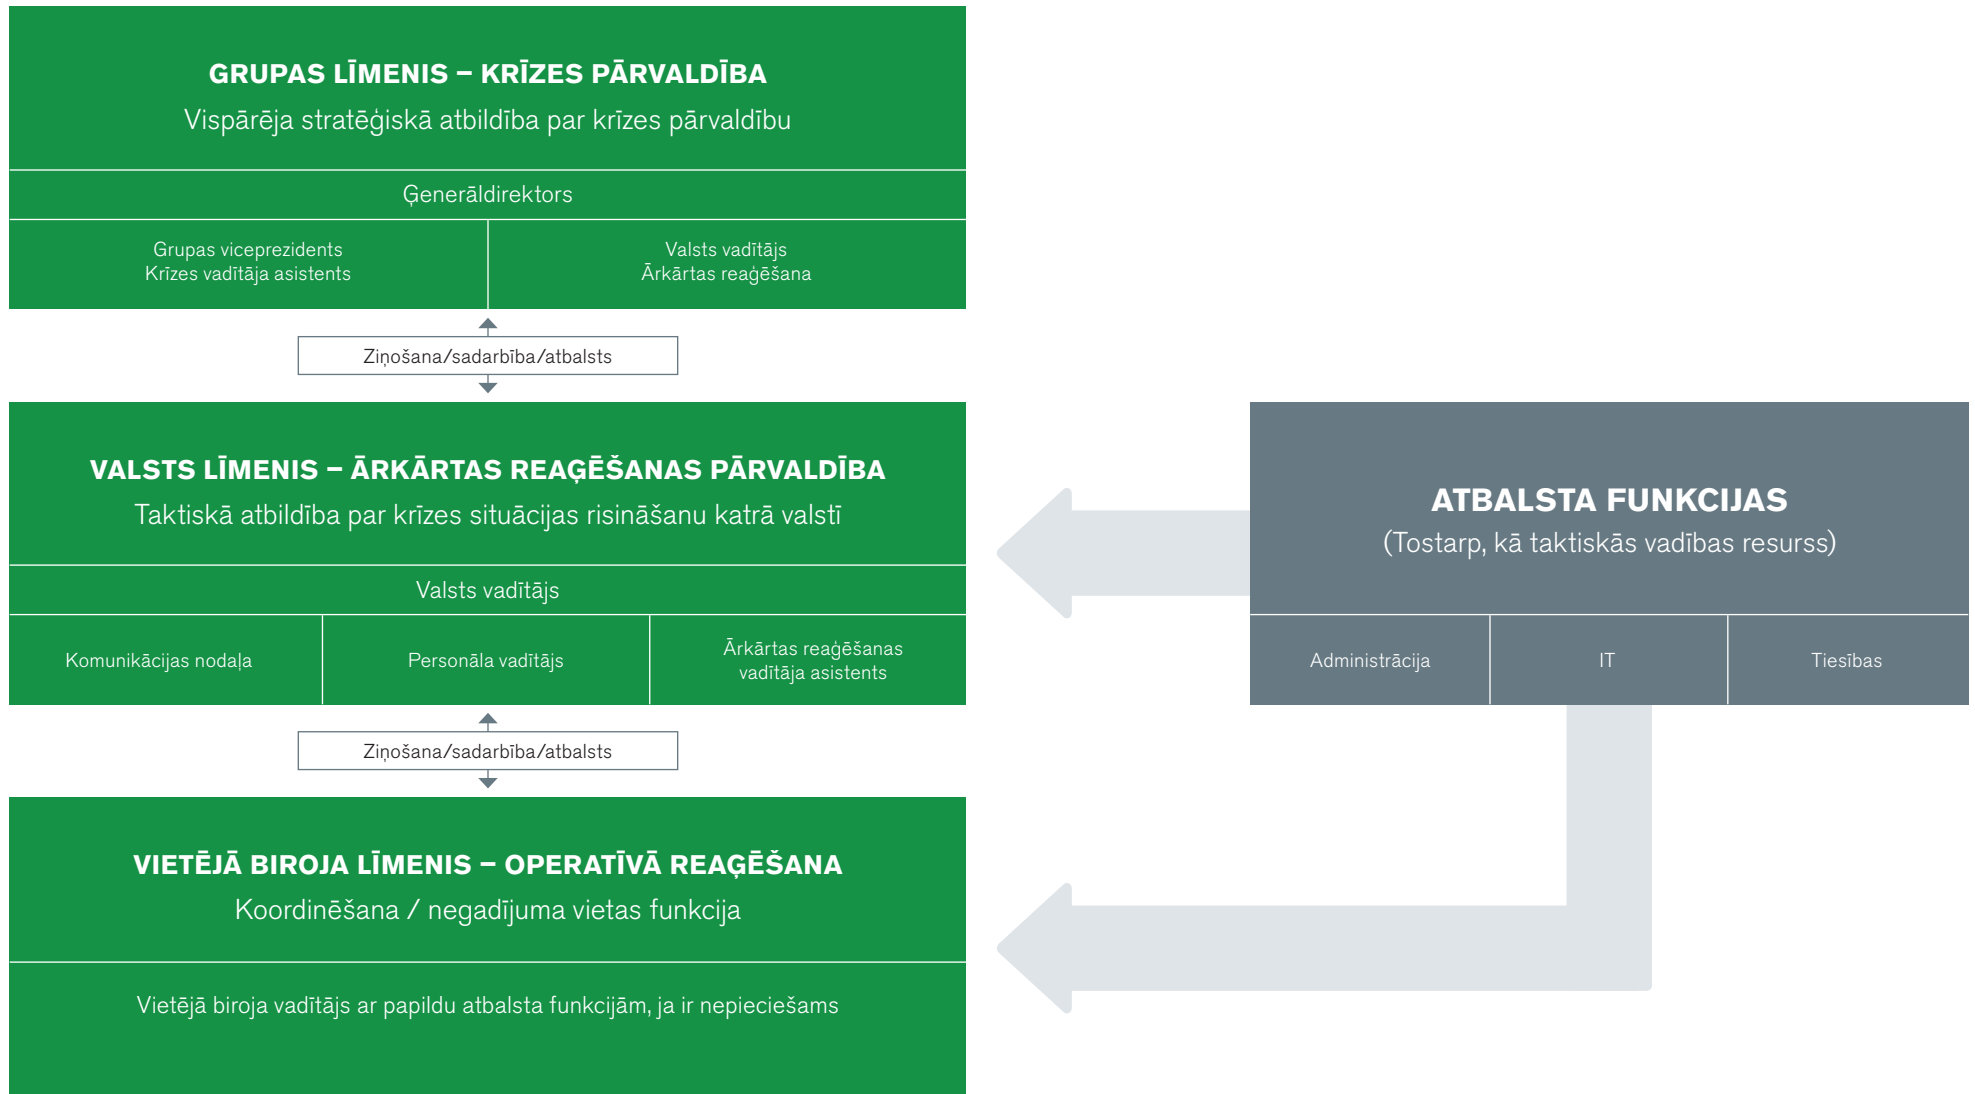 GRUPAS LĪMENIS – KRĪZES PĀRVALDĪBA
Vispārēja stratēģiskā atbildība par krīzes pārvaldību
Ģenerāldirektors
Grupas viceprezidents
Krīzes vadītāja asistents
Valsts vadītājs
Ārkārtas reaģēšana
Ziņošana/sadarbība/atbalsts
VALSTS LĪMENIS – ĀRKĀRTAS REAĢĒŠANAS PĀRVALDĪBA
Taktiskā atbildība par krīzes situācijas risināšanu katrā valstī
Valsts vadītājs
Komunikācijas nodaļa
Personāla vadītājs
Ārkārtas reaģēšanas
vadītāja asistents
Ziņošana/sadarbība/atbalsts
VIETĒJĀ BIROJA LĪMENIS – OPERATĪVĀ REAĢĒŠANA
Koordinēšana / negadījuma vietas funkcija
Vietējā biroja vadītājs ar papildu atbalsta funkcijām, ja ir nepieciešams
ATBALSTA FUNKCIJAS
(Tostarp, kā taktiskās vadības resurss)
Administrācija
IT
Tiesības